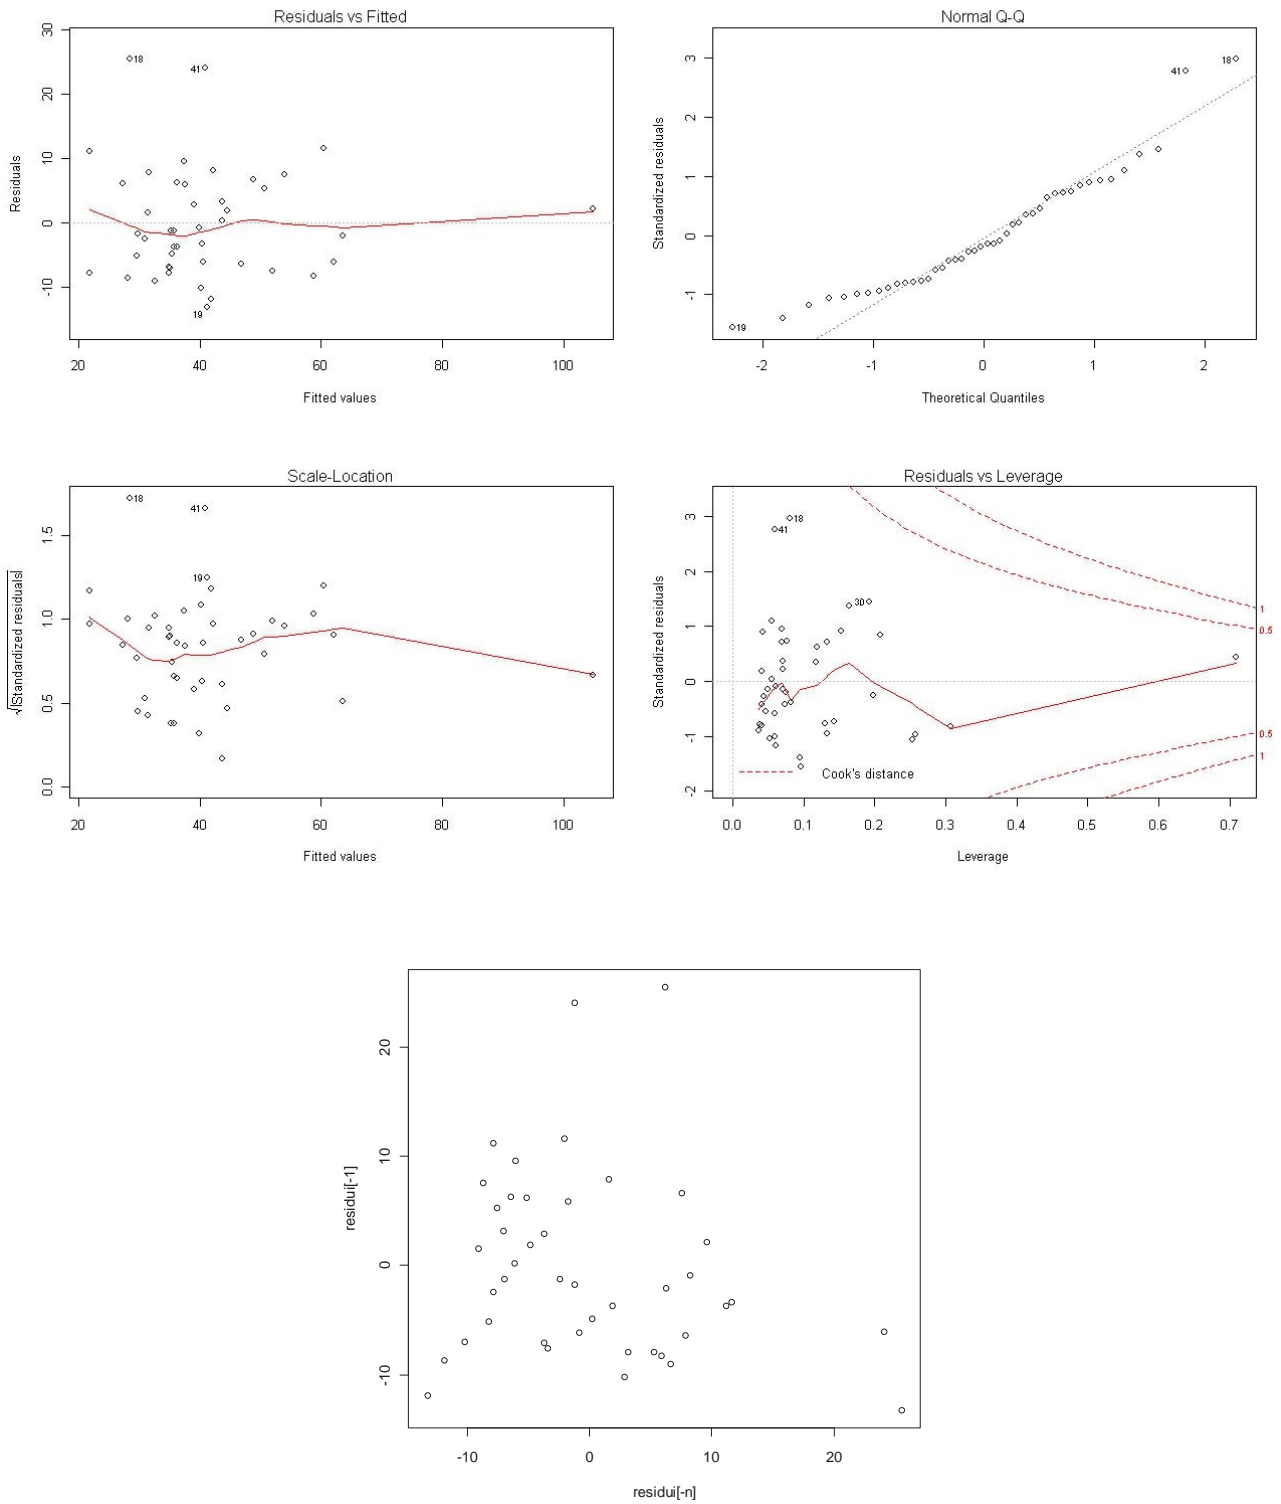 Residuals vs Fitted
Residuals
30
20
10
0
-10
18
41
19
20 40 60 80 100
Fitted values
Normal Q-Q
Standardized residuals
3
2
1
0
-1
41
18
19
-2 -1 0 1 2
Theoretical Quantiles
Scale-Location
√|Standardized residuals|
1.5
1.0
0.5
0.0
18
41
19
20 40 60 80 100
Fitted values
Residuals vs Leverage
Standardized residuals
3
2
1
0
-1
-2
18
41
30
1
0.5
0.5
1
Cook's distance
0.0 0.1 0.2 0.3 0.4 0.5 0.6 0.7
Leverage
residui[-1]
20
10
0
-10
-10 0 10 20
residui[-n]